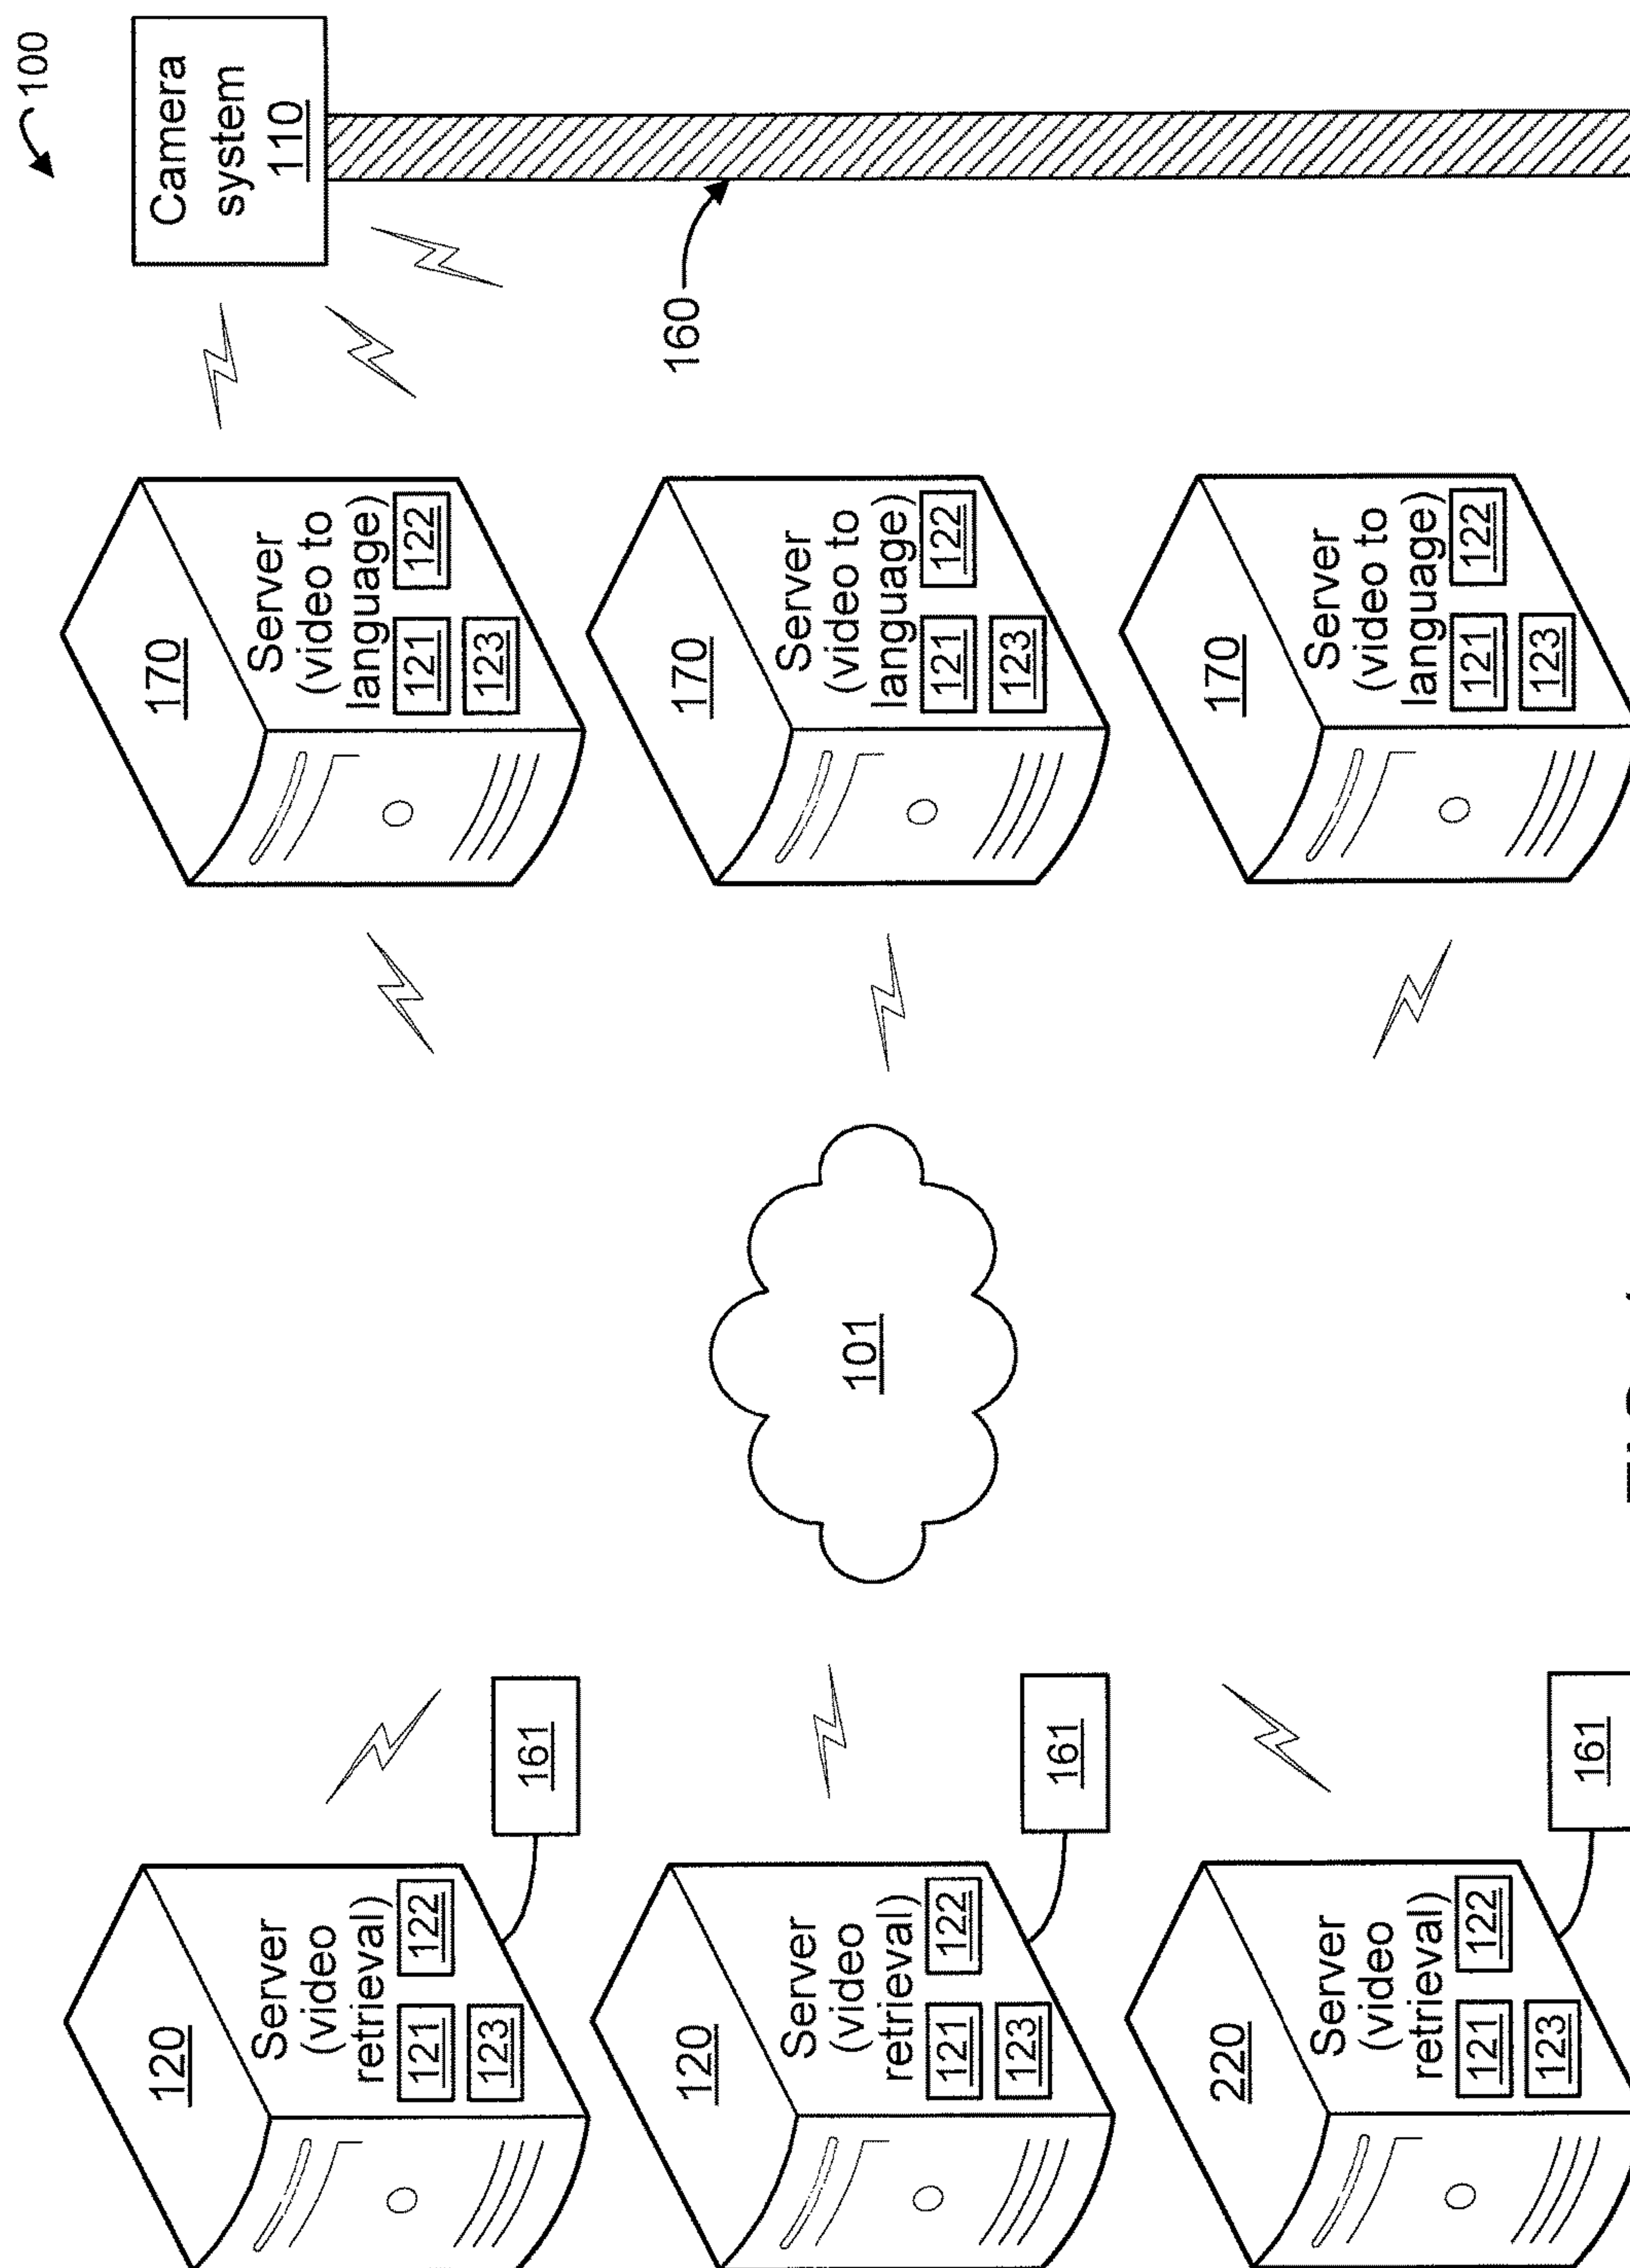 100
Camera
system
110
120
Server
(video
retrieval)
121 122
123
161
170
Server
(video to
language)
121 122
123
160
120
Server
(video
retrieval)
121 122
123
161
101
170
Server
(video to
language)
121 122
123
220
Server
(video
retrieval)
121 122
123
161
170
Server
(video to
language)
121 122
123